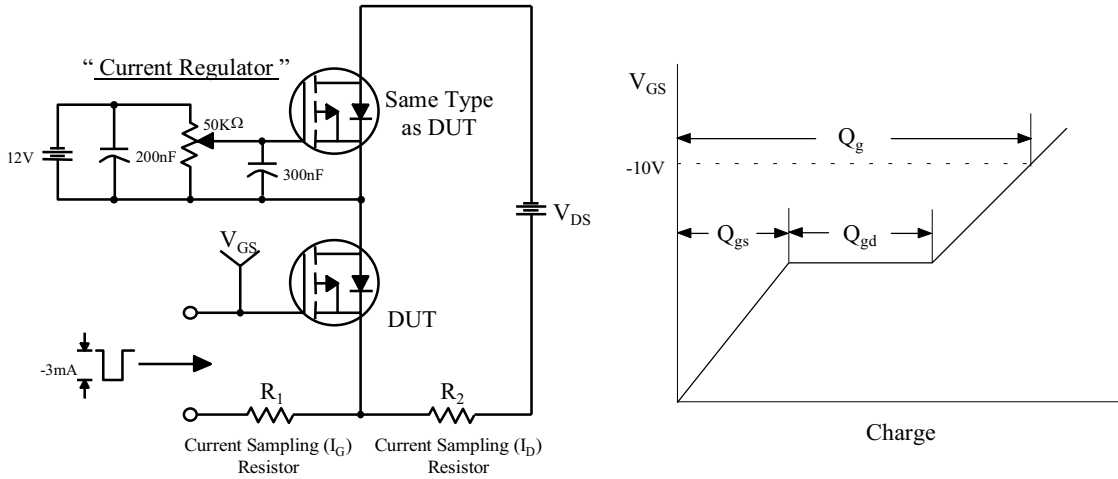 “ Current Regulator ”
Same Type
as DUT
50KΩ
12V
200nF
300nF
V_DS
V_GS
DUT
-3mA
R_1
R_2
Current Sampling (I_G)
Resistor
Current Sampling (I_D)
Resistor
V_GS
Q_g
-10V
Q_gs
Q_gd
Charge